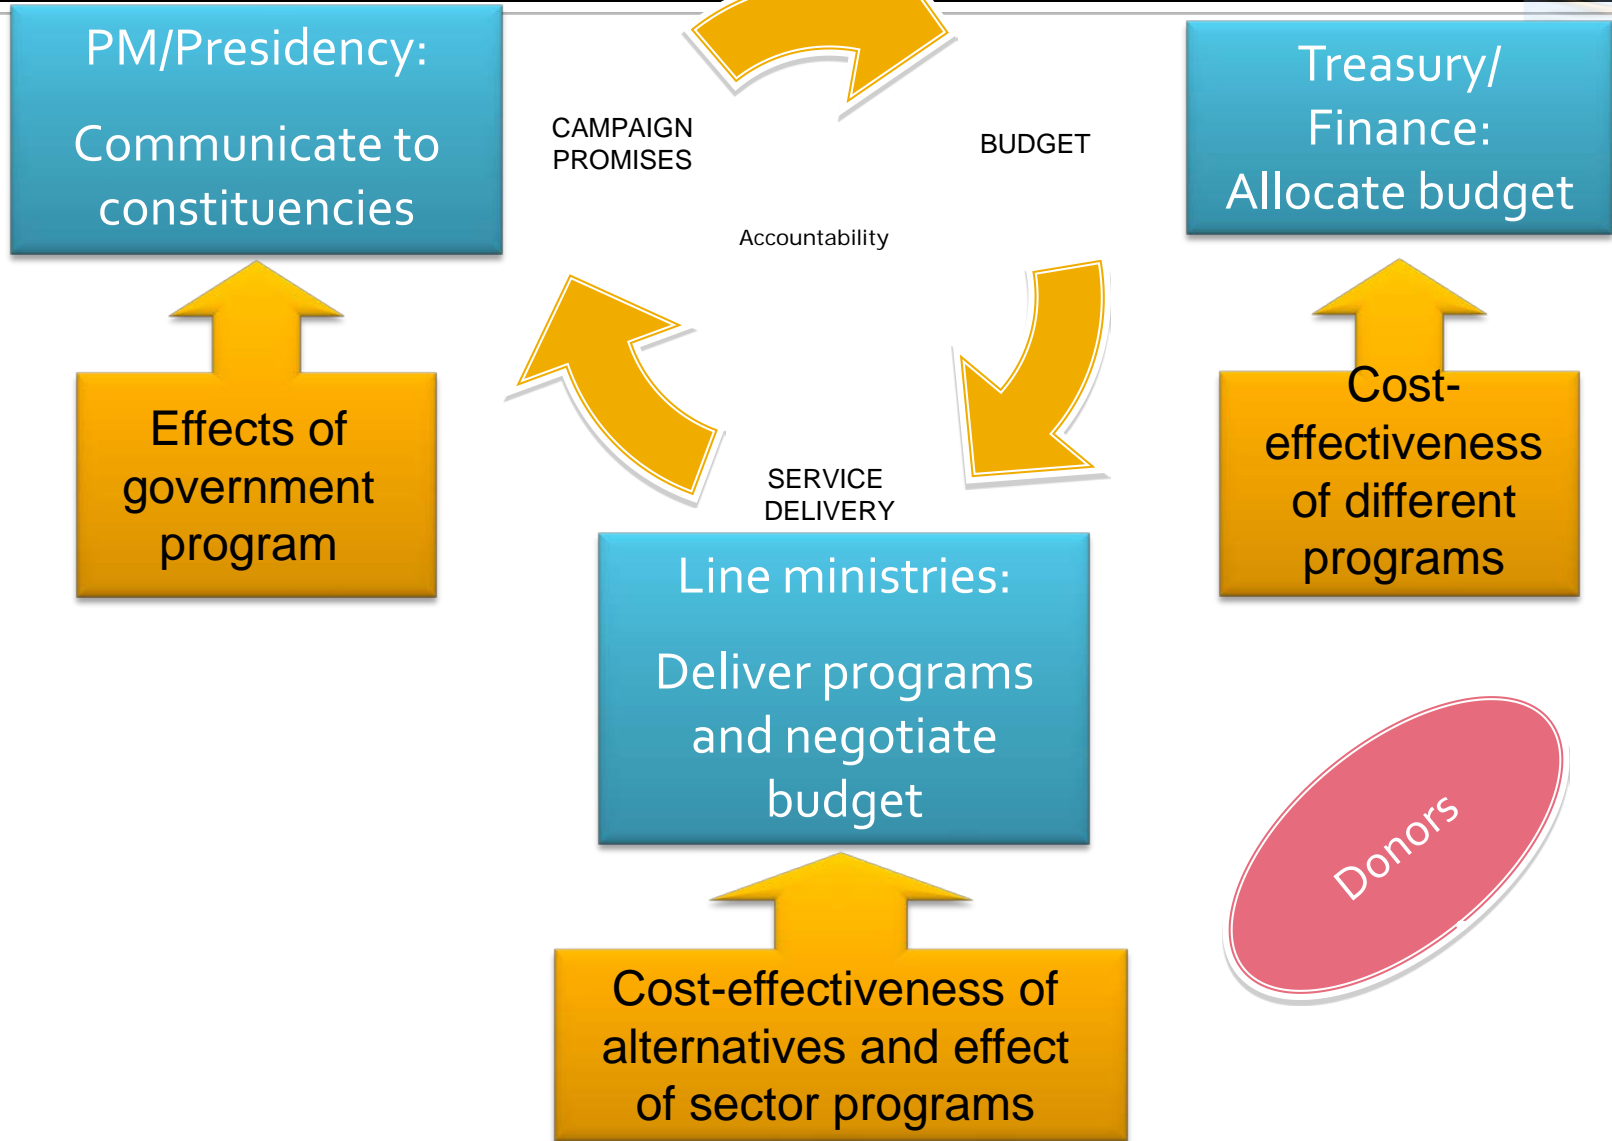 PM/Presidency:
Communicate to
constituencies
CAMPAIGN
PROMISES
BUDGET
Treasury/
Finance:
Allocate budget
Accountability
Effects of
government
program
SERVICE
DELIVERY
Cost-
effectiveness
of different
programs
Line ministries:
Deliver programs
and negotiate
budget
Donors
Cost-effectiveness of
alternatives and effect
of sector programs